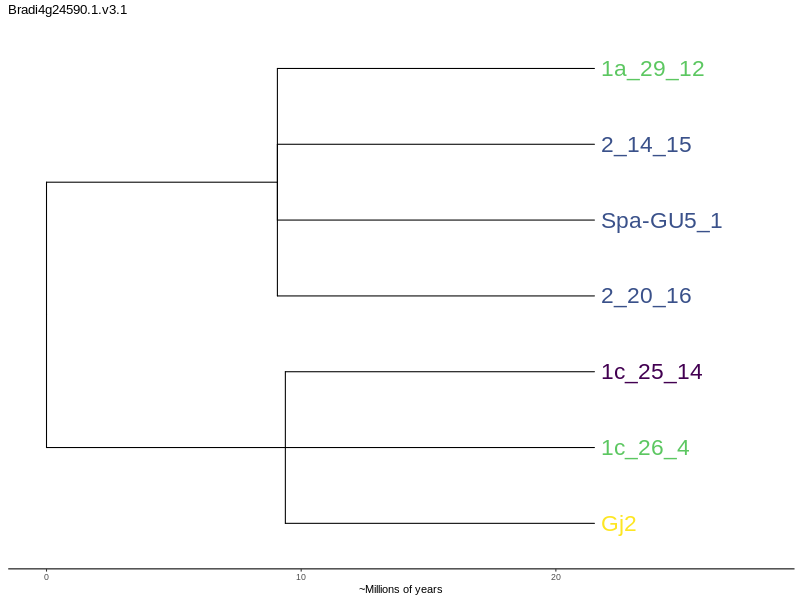 Bradi4g24590.1.v3.1
1a_29_12
2_14_15
Spa-GU5_1
2_20_16
1c_25_14
1c_26_4
Gj2
0
10
20
~Millions of years